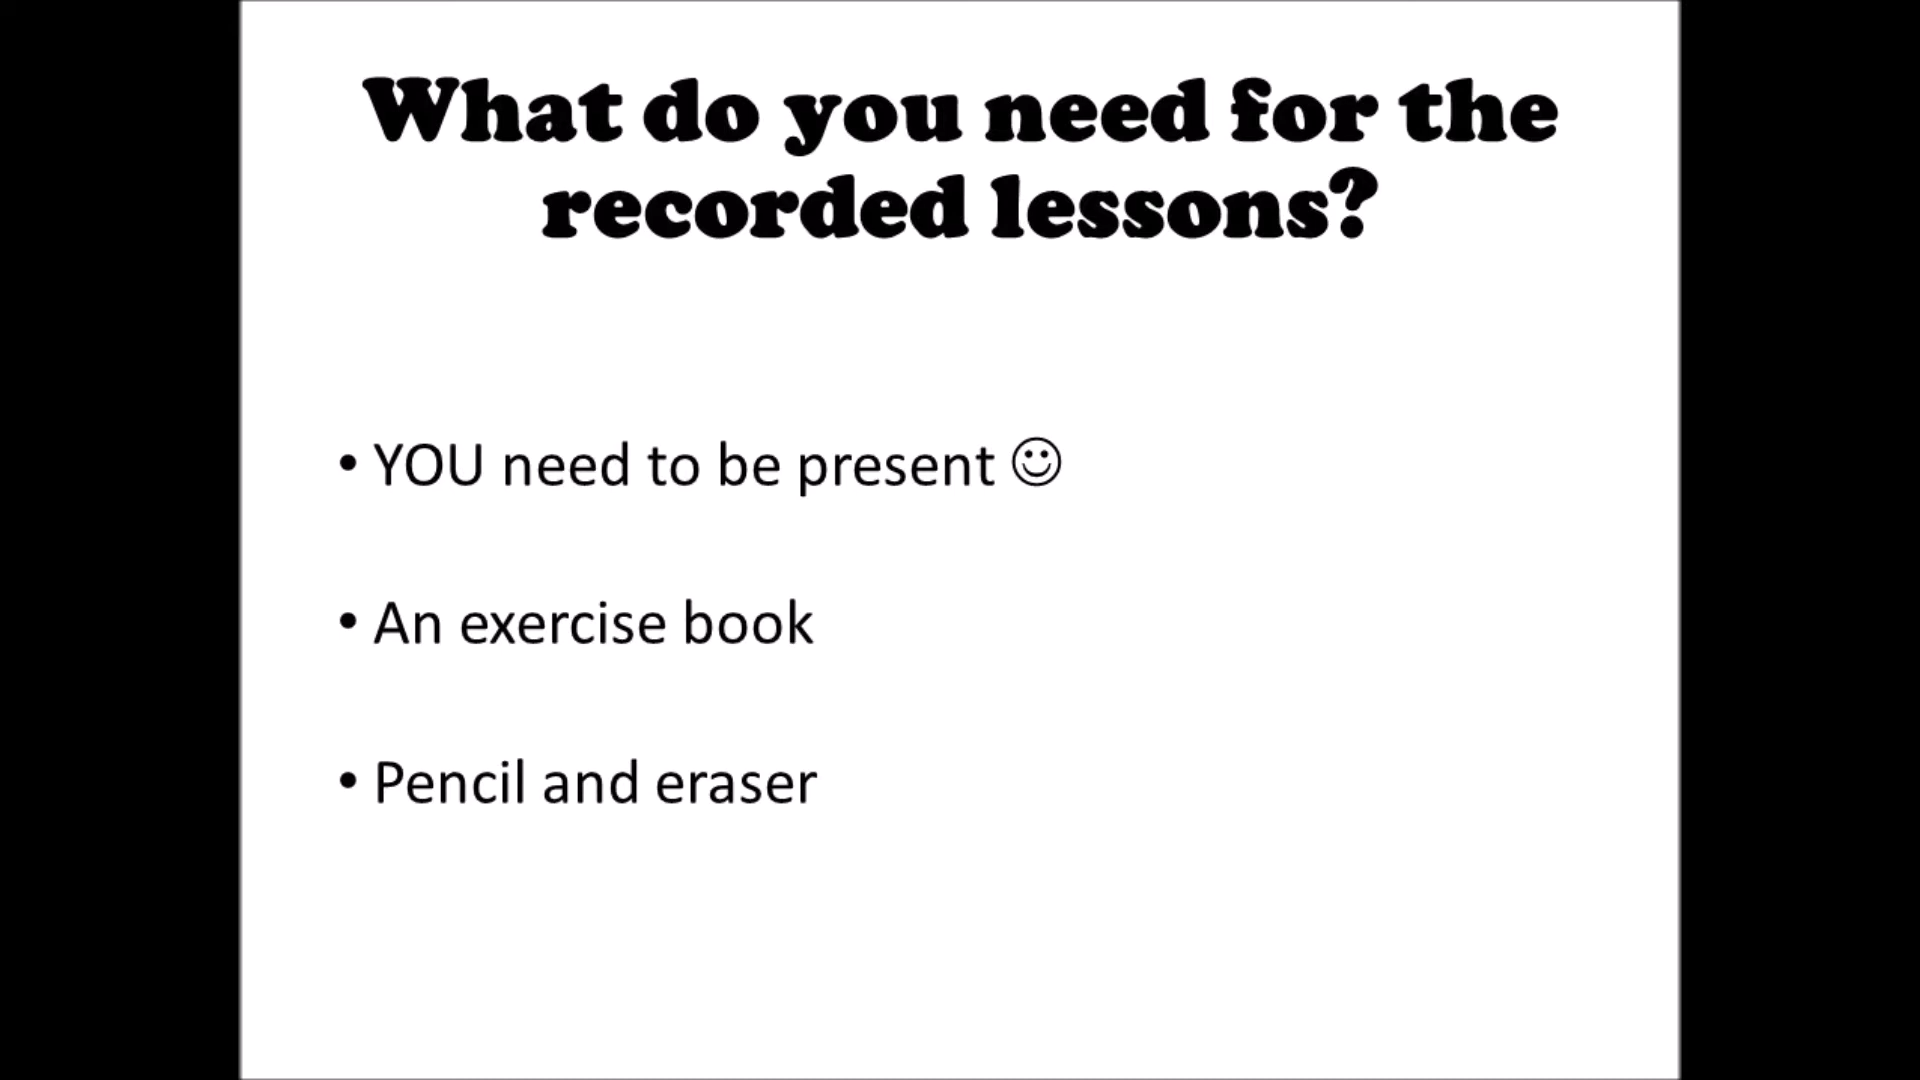 What do you need for the
recorded lessons?
• YOU need to be present ☺
• An exercise book
• Pencil and eraser